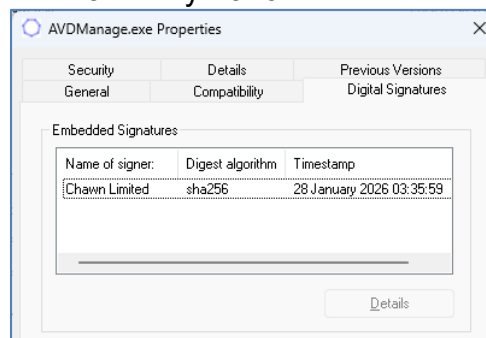 AVDManage.exe Properties
Security Details Previous Versions
General Compatibility Digital Signatures
Embedded Signatures
Name of signer: Digest algorithm Timestamp
Chawn Limited sha256 28 January 2026 03:35:59
Details